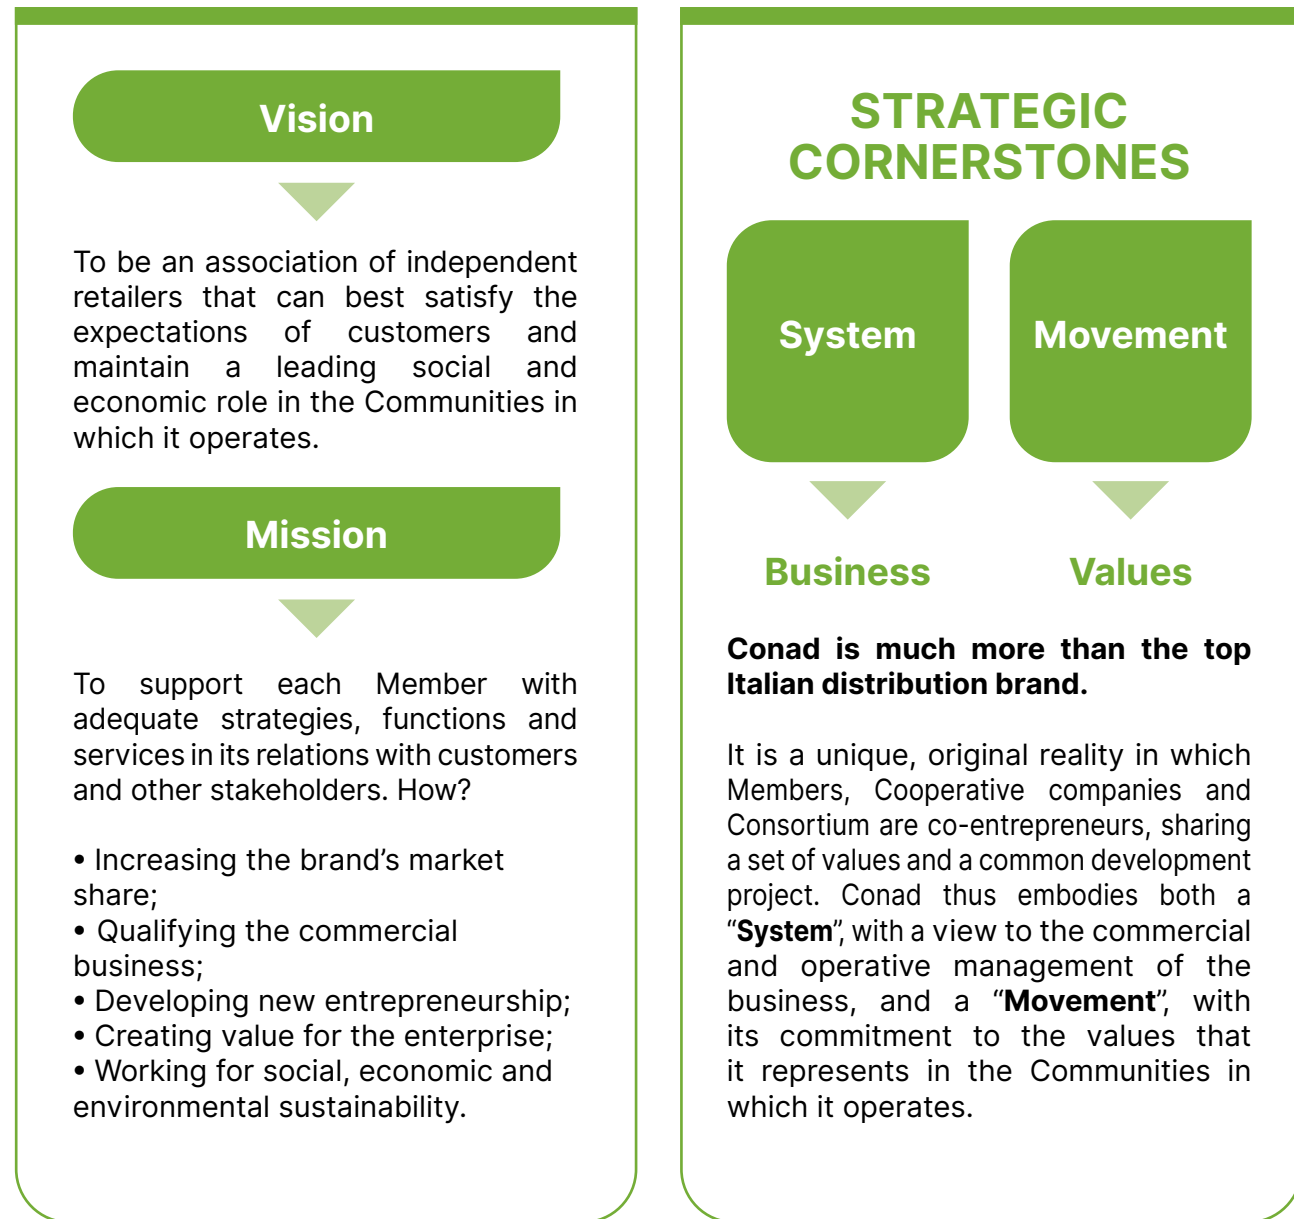 Vision
To be an association of independent
retailers that can best satisfy the
expectations of customers and
maintain a leading social and
economic role in the Communities in
which it operates.
Mission
To support each Member with
adequate strategies, functions and
services in its relations with customers
and other stakeholders. How?
• Increasing the brand’s market
share;
• Qualifying the commercial
business;
• Developing new entrepreneurship;
• Creating value for the enterprise;
• Working for social, economic and
environmental sustainability.
STRATEGIC
CORNERSTONES
System
Movement
Business
Values
Conad is much more than the top
Italian distribution brand.
It is a unique, original reality in which
Members, Cooperative companies and
Consortium are co-entrepreneurs, sharing
a set of values and a common development
project. Conad thus embodies both a
“System”, with a view to the commercial
and operative management of the
business, and a “Movement”, with
its commitment to the values that
it represents in the Communities in
which it operates.